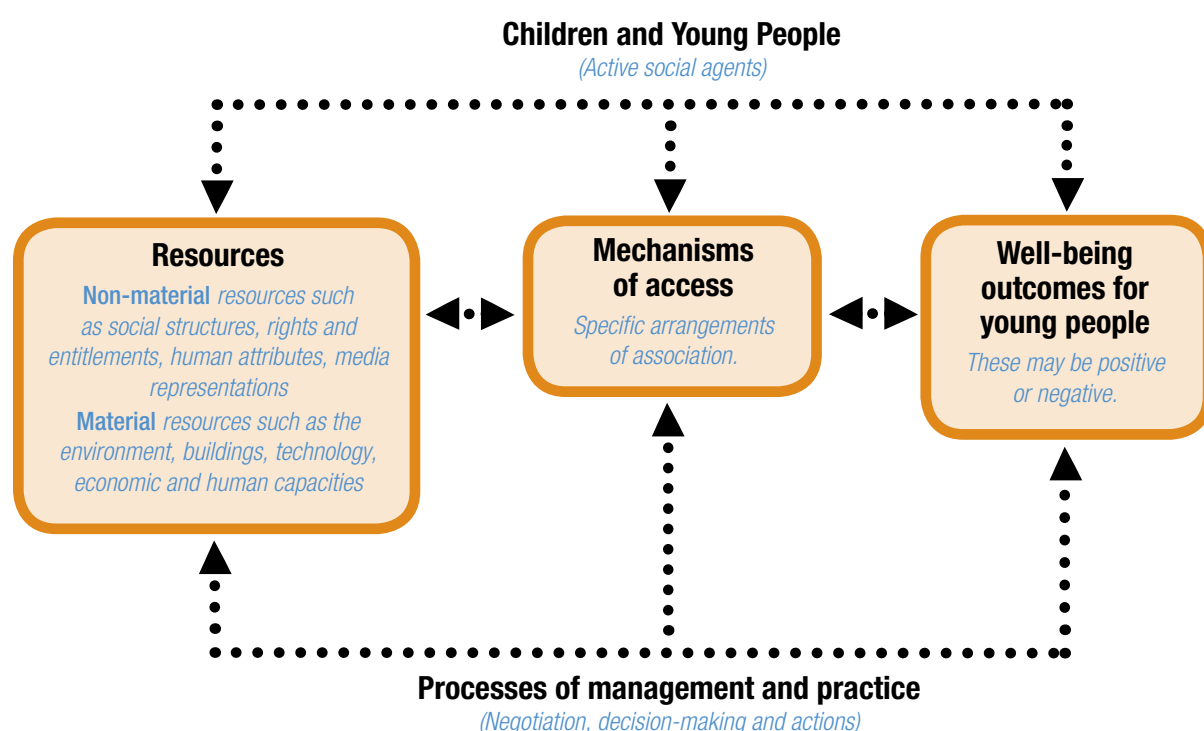 Children and Young People
(Active social agents)
Resources
Non-material resources such
as social structures, rights and
entitlements, human attributes, media
representations
Material resources such as the
environment, buildings, technology,
economic and human capacities
Mechanisms
of access
Specific arrangements
of association.
Well-being
outcomes for
young people
These may be positive
or negative.
Processes of management and practice
(Negotiation, decision-making and actions)